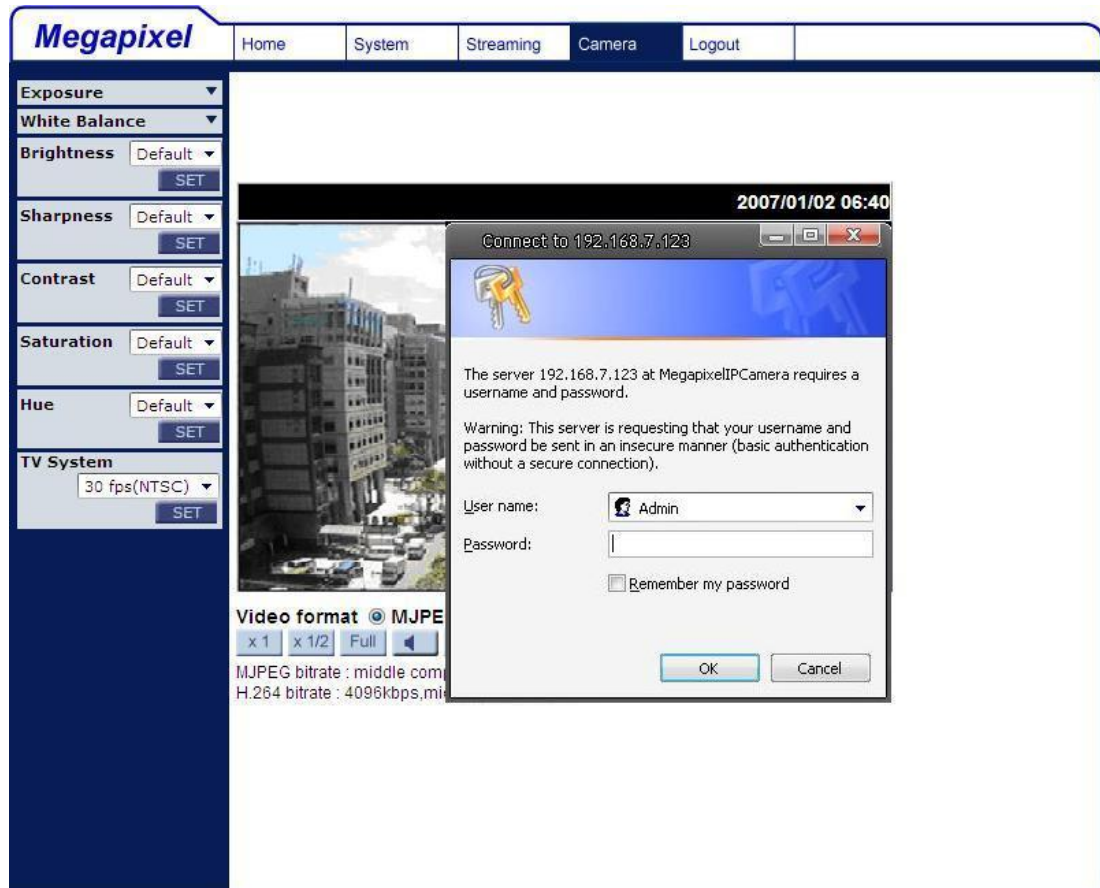 Megapixel
Home System Streaming Camera Logout
Exposure
White Balance
Brightness Default
SET
Sharpness Default
SET
Contrast Default
SET
Saturation Default
SET
Hue Default
SET
TV System
30 fps(NTSC)
SET
2007/01/02 06:40
Connect to 192.168.7.123
The server 192.168.7.123 at MegapixelIPCamera requires a
username and password.
Warning: This server is requesting that your username and
password be sent in an insecure manner (basic authentication
without a secure connection).
User name: Admin
Password:
Remember my password
OK Cancel
Video format MJPE
x 1 x 1/2 Full
MJPEG bitrate : middle com
H.264 bitrate : 4096kbps,mi